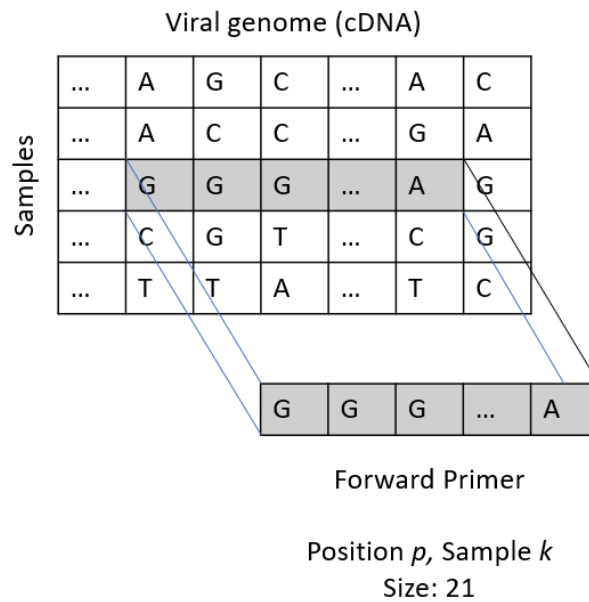 Viral genome (cDNA)
Samples
... A G C ... A C
... A C C ... G A
... G G G ... A G
... C G T ... C G
... T T A ... T C
G G G ... A
Forward Primer
Position p, Sample k
Size: 21